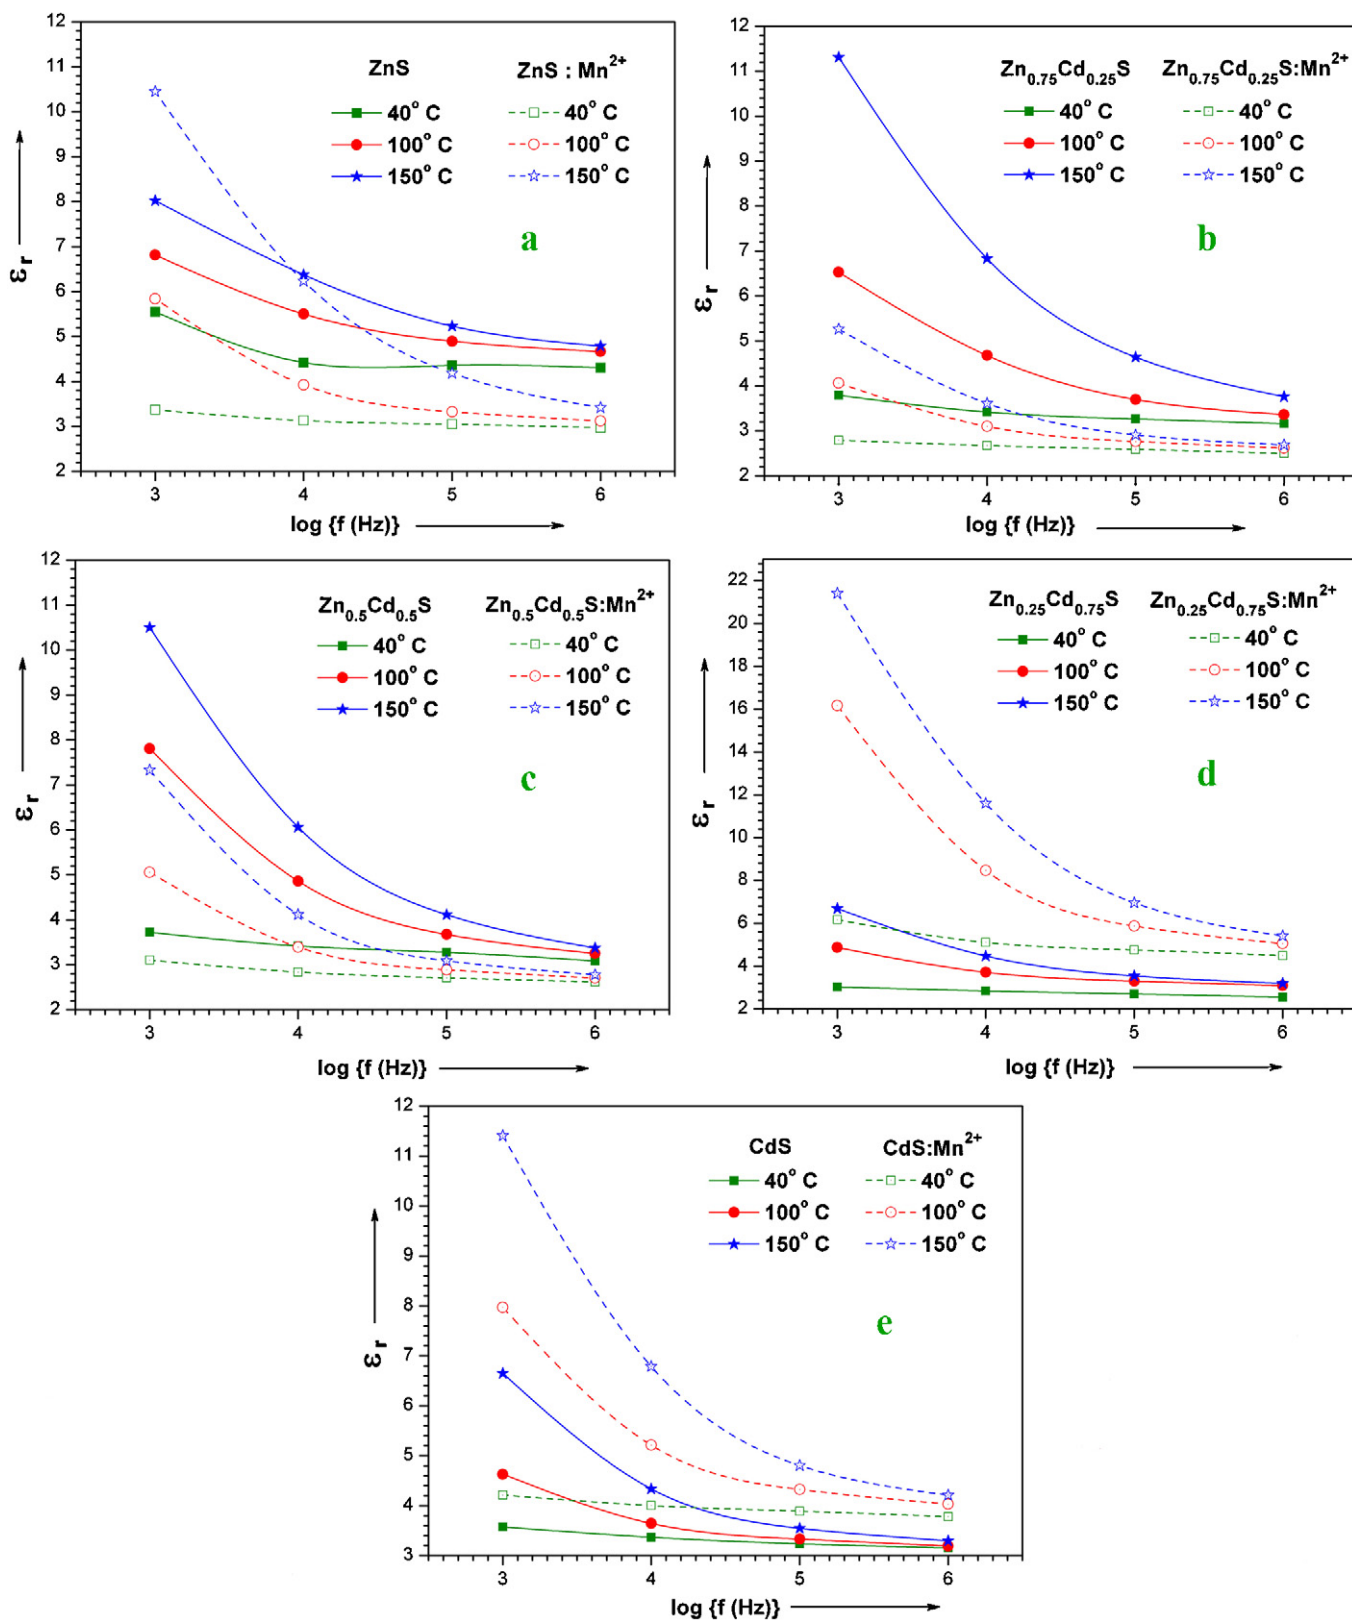 12
11
10
9
8
7
6
5
4
3
2
εr
ZnS ZnS : Mn²⁺
40° C 40° C
100° C 100° C
150° C 150° C
a
3 4 5 6
log {f (Hz)}
12
11
10
9
8
7
6
5
4
3
2
εr
Zn0.75Cd0.25S Zn0.75Cd0.25S:Mn²⁺
40° C 40° C
100° C 100° C
150° C 150° C
b
3 4 5 6
log {f (Hz)}
12
11
10
9
8
7
6
5
4
3
2
εr
Zn0.5Cd0.5S Zn0.5Cd0.5S:Mn²⁺
40° C 40° C
100° C 100° C
150° C 150° C
c
3 4 5 6
log {f (Hz)}
22
20
18
16
14
12
10
8
6
4
2
εr
Zn0.25Cd0.75S Zn0.25Cd0.75S:Mn²⁺
40° C 40° C
100° C 100° C
150° C 150° C
d
3 4 5 6
log {f (Hz)}
12
11
10
9
8
7
6
5
4
3
εr
CdS CdS:Mn²⁺
40° C 40° C
100° C 100° C
150° C 150° C
e
3 4 5 6
log {f (Hz)}